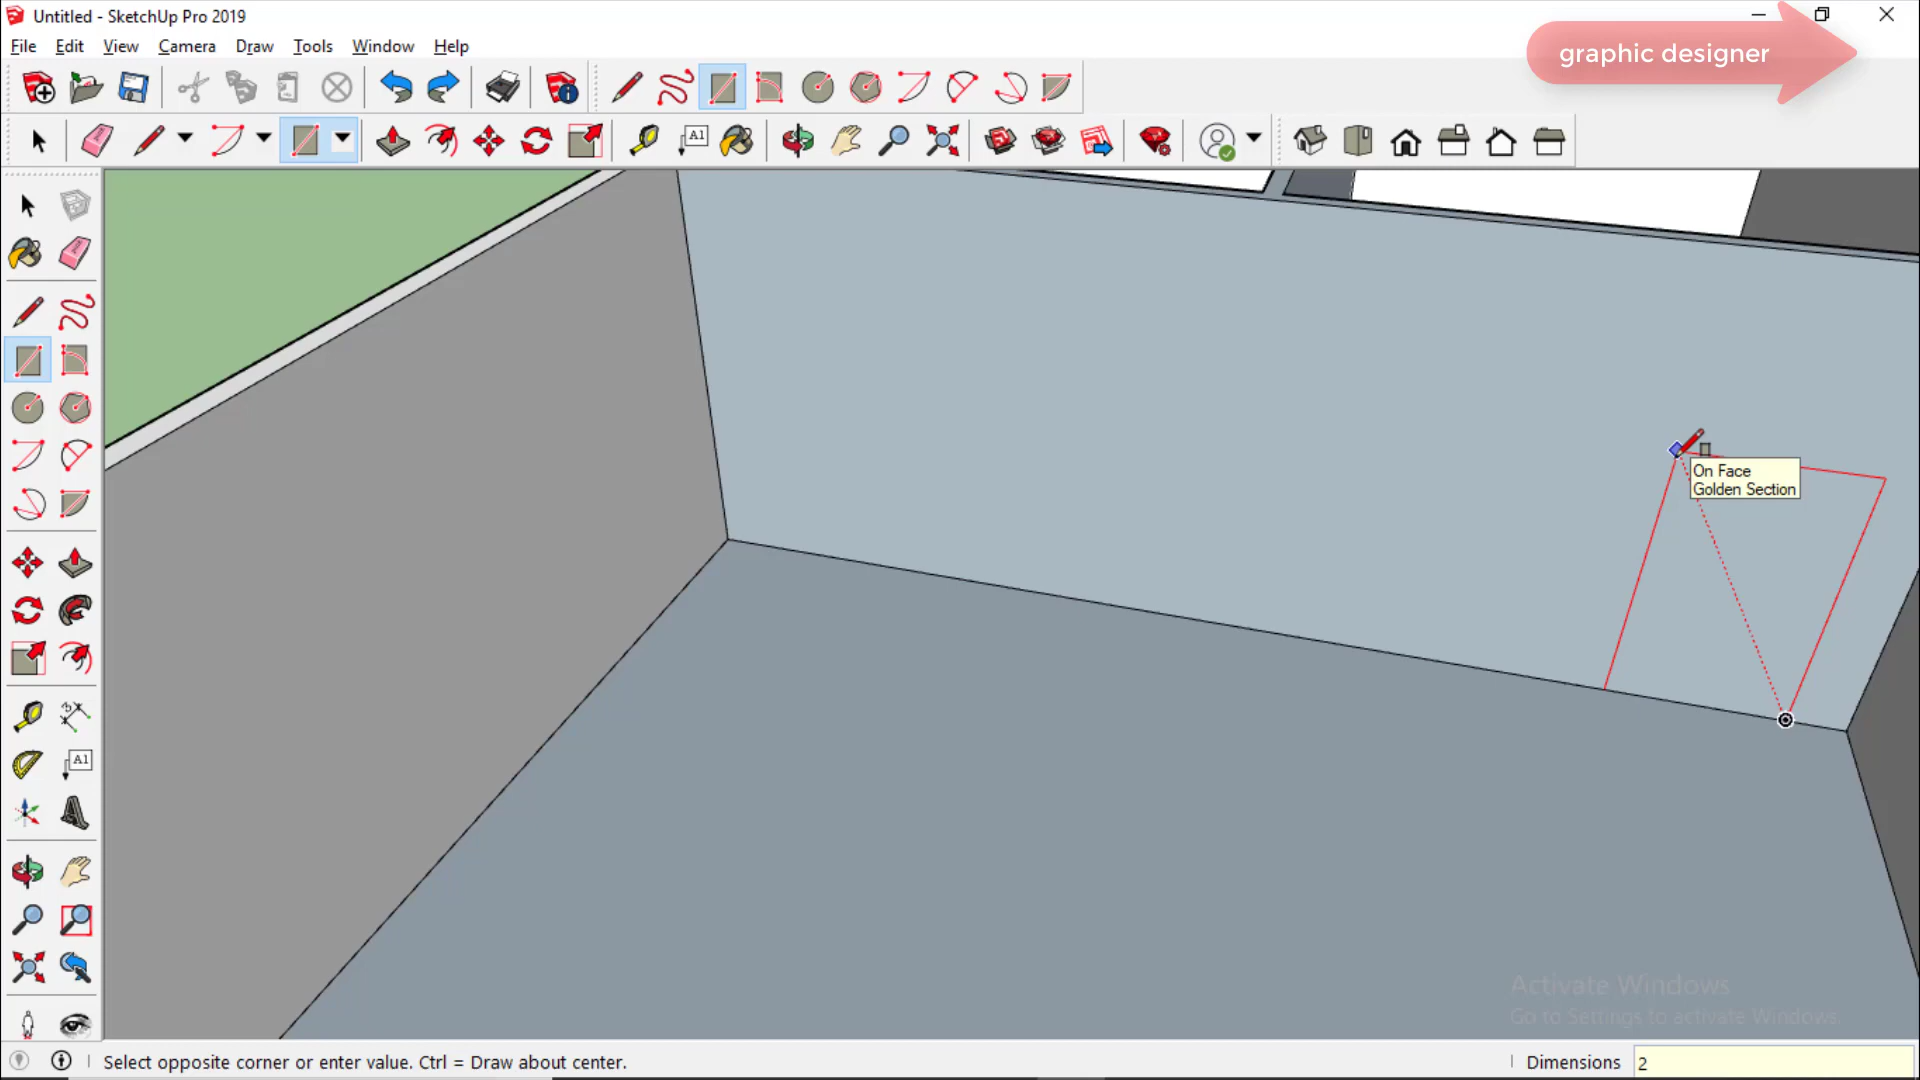 Untitled - SketchUp Pro 2019
graphic designer
File Edit View Camera Draw Tools Window Help
A1
On Face
Golden Section
A1
Activate Windows
Go to Settings to activate Windows.
Select opposite corner or enter value. Ctrl = Draw about center.
Dimensions 2